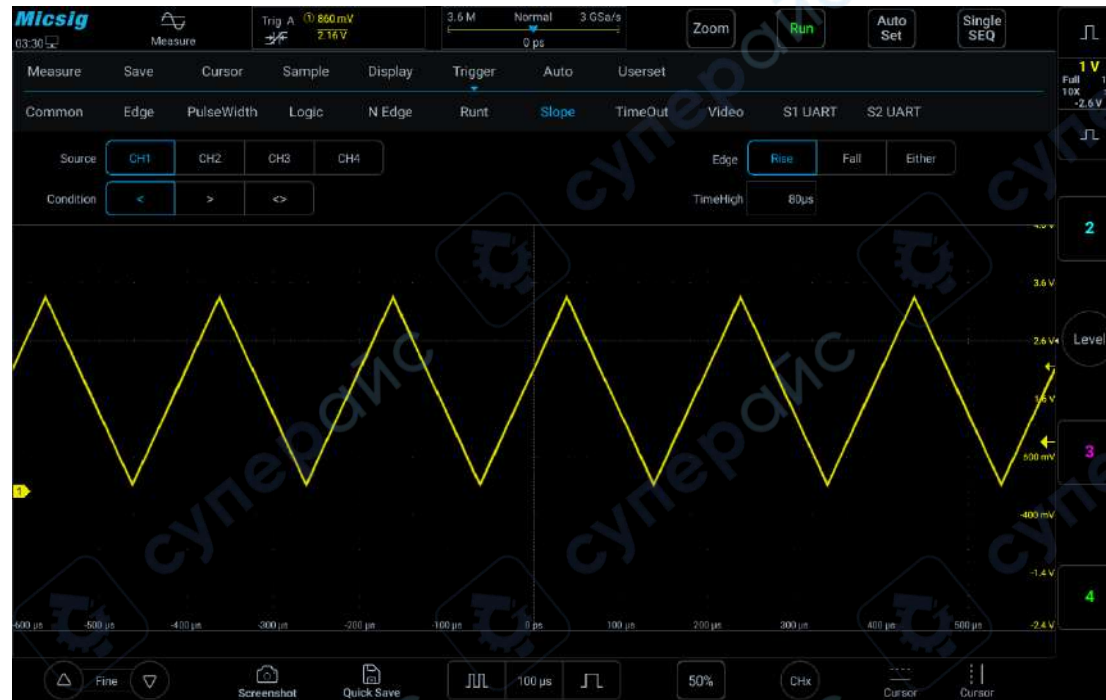 Micsig
03:30
Measure
Trig A ① 860 mV
2.16 V
3.6 M Normal 3 GSa/s
0 ps
Zoom
Run
Auto
Set
Single
SEQ
Measure Save Cursor Sample Display Trigger Auto Userset
Common Edge PulseWidth Logic N Edge Runt Slope TimeOut Video S1 UART S2 UART
1 V
Full
10X
-2.6 V
Source CH1 CH2 CH3 CH4
Edge Rise Fall Either
Condition < > <>
TimeHigh 80μs
2
3.6 V
2.6 V
Level
1.6 V
600 mV
3
1
-400 mV
-1.4 V
4
-600 μs -500 μs -400 μs -300 μs -200 μs -100 μs 0 ps 100 μs 200 μs 300 μs 400 μs 500 μs -2.4 V
Fine
Screenshot
Quick Save
100 μs
50%
CHx
Cursor
Cursor
суперайс
суперайс
суперайс